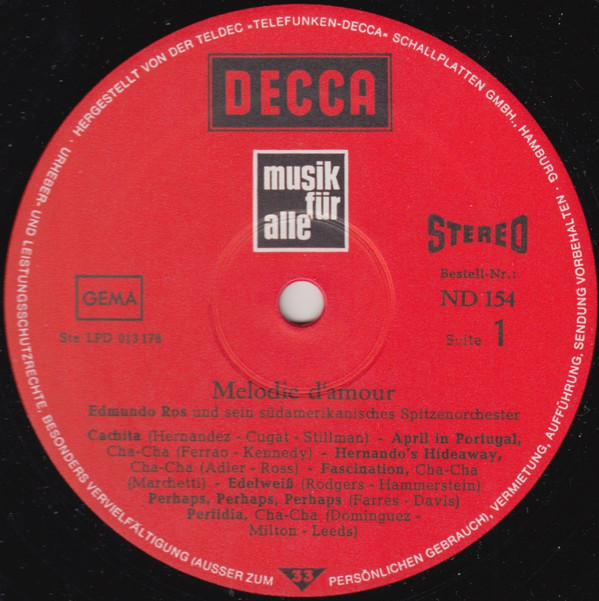 HERGESTELLT VON DER TELDEC »TELEFUNKEN-DECCA« SCHALLPLATTEN GMBH., HAMBURG · URHEBER- UND LEISTUNGSSCHUTZRECHTE, BESONDERS VERVIELFÄLTIGUNG (AUSSER ZUM PERSÖNLICHEN GEBRAUCH), VERMIETUNG, AUFFÜHRUNG, SENDUNG VORBEHALTEN ·
DECCA
musik
für
alle
STEREO
Bestell-Nr.:
GEMA
ND 154
Ste LPD 013 178
Suite 1
Melodie d'amour
Edmundo Ros und sein südamerikanisches Spitzenorchester
Cachita (Hernandez - Cugat - Stillman) - April in Portugal,
Cha-Cha (Ferrao - Kennedy) - Hernando's Hideaway,
Cha-Cha (Adler - Ross) - Fascination, Cha-Cha
(Marchetti) - Edelweiß (Rodgers - Hammerstein)
Perhaps, Perhaps, Perhaps (Farres - Davis)
Perfidia, Cha-Cha (Dominguez -
Milton - Leeds)
33